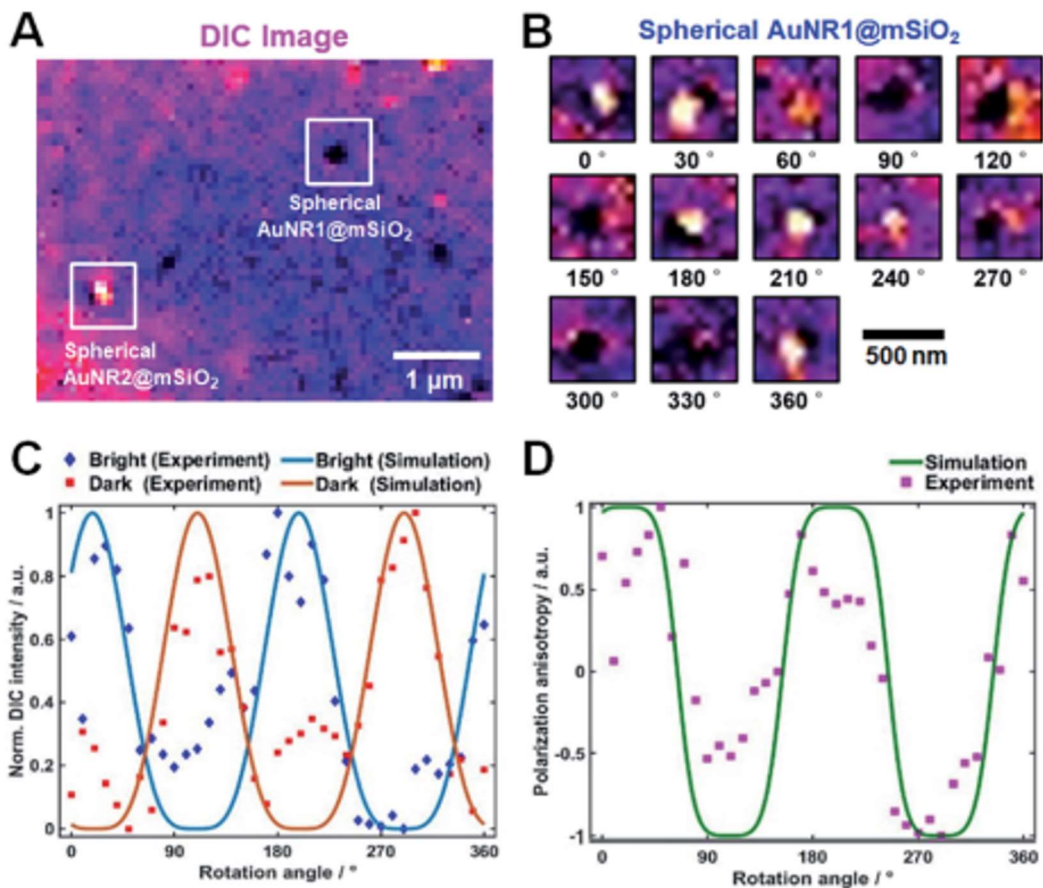 A
DIC Image
Spherical
AuNR1@mSiO₂
Spherical
AuNR2@mSiO₂
1 μm
B
Spherical AuNR1@mSiO₂
0 ° 30 ° 60 ° 90 ° 120 °
150 ° 180 ° 210 ° 240 ° 270 °
300 ° 330 ° 360 °
500 nm
C
Bright (Experiment) Bright (Simulation)
Dark (Experiment) Dark (Simulation)
Norm. DIC intensity / a.u.
1
0.8
0.6
0.4
0.2
0
0 90 180 270 360
Rotation angle / °
D
Simulation
Experiment
Polarization anisotropy / a.u.
1
0.5
0
-0.5
-1
0 90 180 270 360
Rotation angle / °